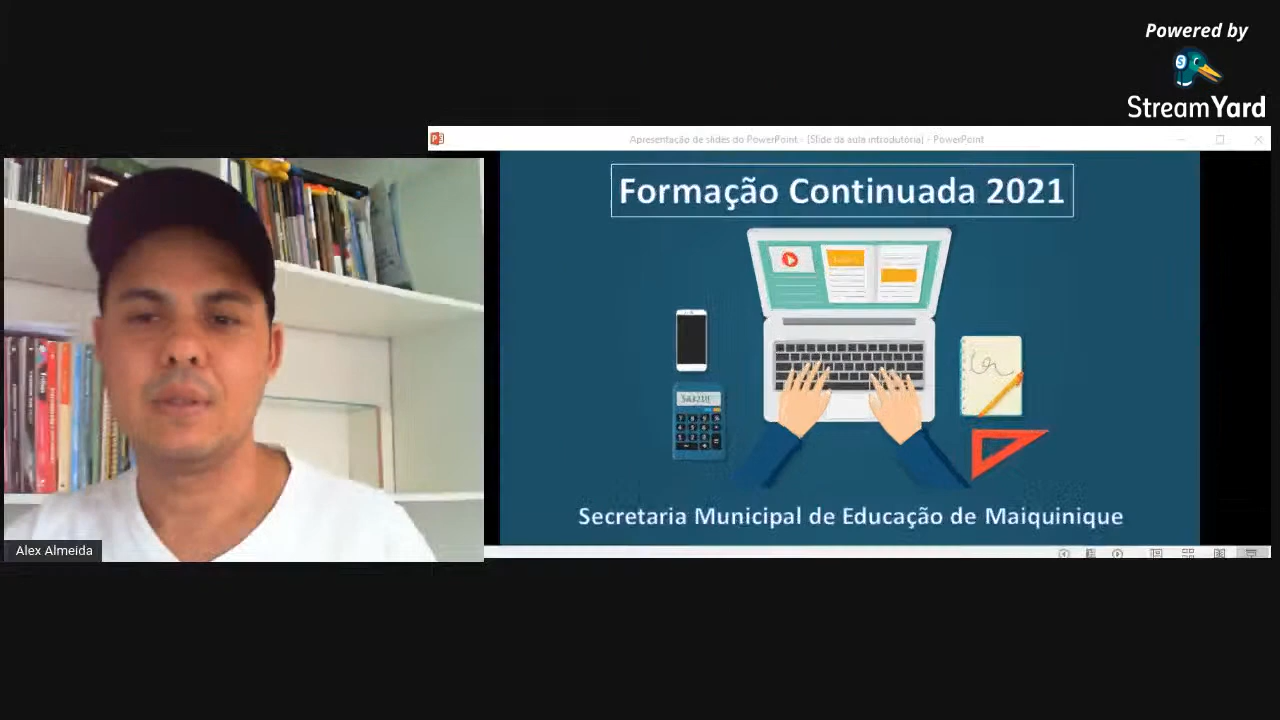 Powered by
StreamYard
Apresentação de slides do PowerPoint - [Slide da aula introdutória] - PowerPoint
Formação Continuada 2021
Secretaria Municipal de Educação de Maiquinique
Alex Almeida